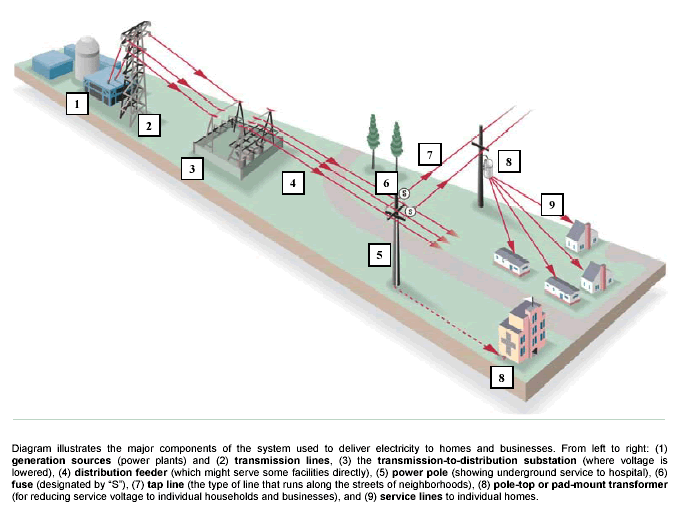 1
2
3
4
5
6
S
S
7
8
9
8
Diagram illustrates the major components of the system used to deliver electricity to homes and businesses. From left to right: (1)
generation sources (power plants) and (2) transmission lines, (3) the transmission-to-distribution substation (where voltage is
lowered), (4) distribution feeder (which might serve some facilities directly), (5) power pole (showing underground service to hospital), (6)
fuse (designated by “S”), (7) tap line (the type of line that runs along the streets of neighborhoods), (8) pole-top or pad-mount transformer
(for reducing service voltage to individual households and businesses), and (9) service lines to individual homes.